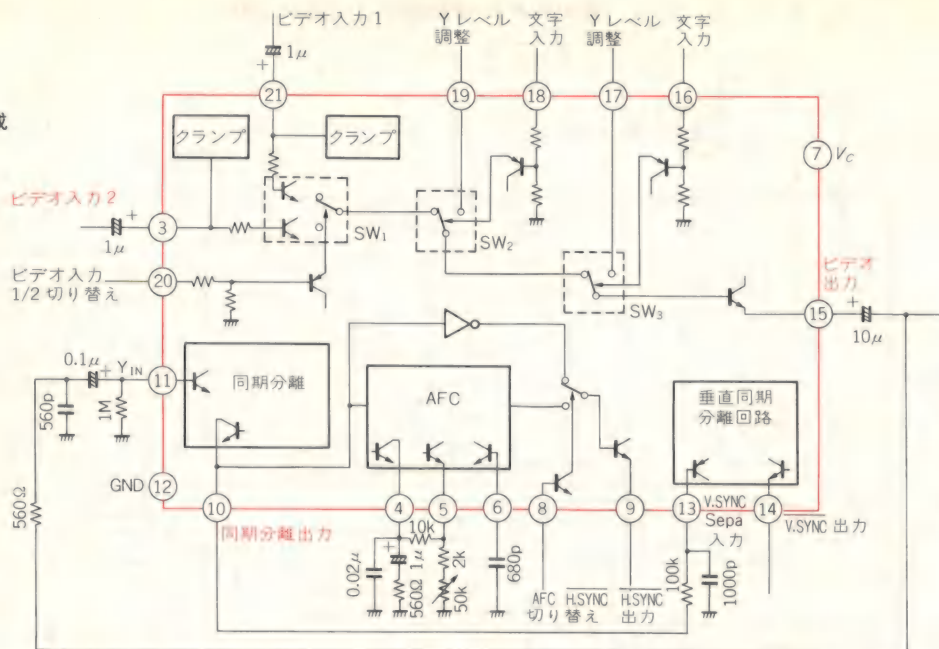 ビデオ入力1
1μ
+
Yレベル
調整
文字
入力
Yレベル
調整
文字
入力
成
21
19
18
17
16
クランプ
クランプ
7
VC
ビデオ入力2
+
1μ
3
SW1
SW2
SW3
ビデオ入力
1/2切り替え
20
ビデオ
出力
15
+
10μ
0.1μ
+
YIN
11
560p
1M
同期分離
AFC
垂直同期
分離回路
GND
12
560Ω
10
4
5
6
8
9
13
14
同期分離出力
V.SYNC
Sepa
入力
V.SYNC出力
0.02μ
+
1μ
560Ω
10k
2k
50k
680p
AFC
切り替え
H.SYNC
H.SYNC
出力
100k
1000p